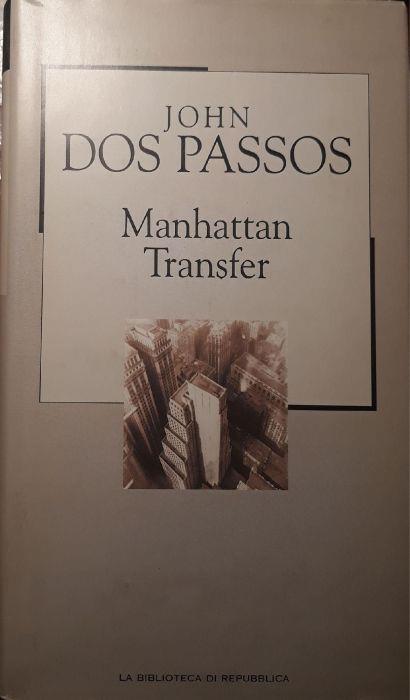 JOHN
DOS PASSOS
Manhattan
Transfer
LA BIBLIOTECA DI REPUBBLICA